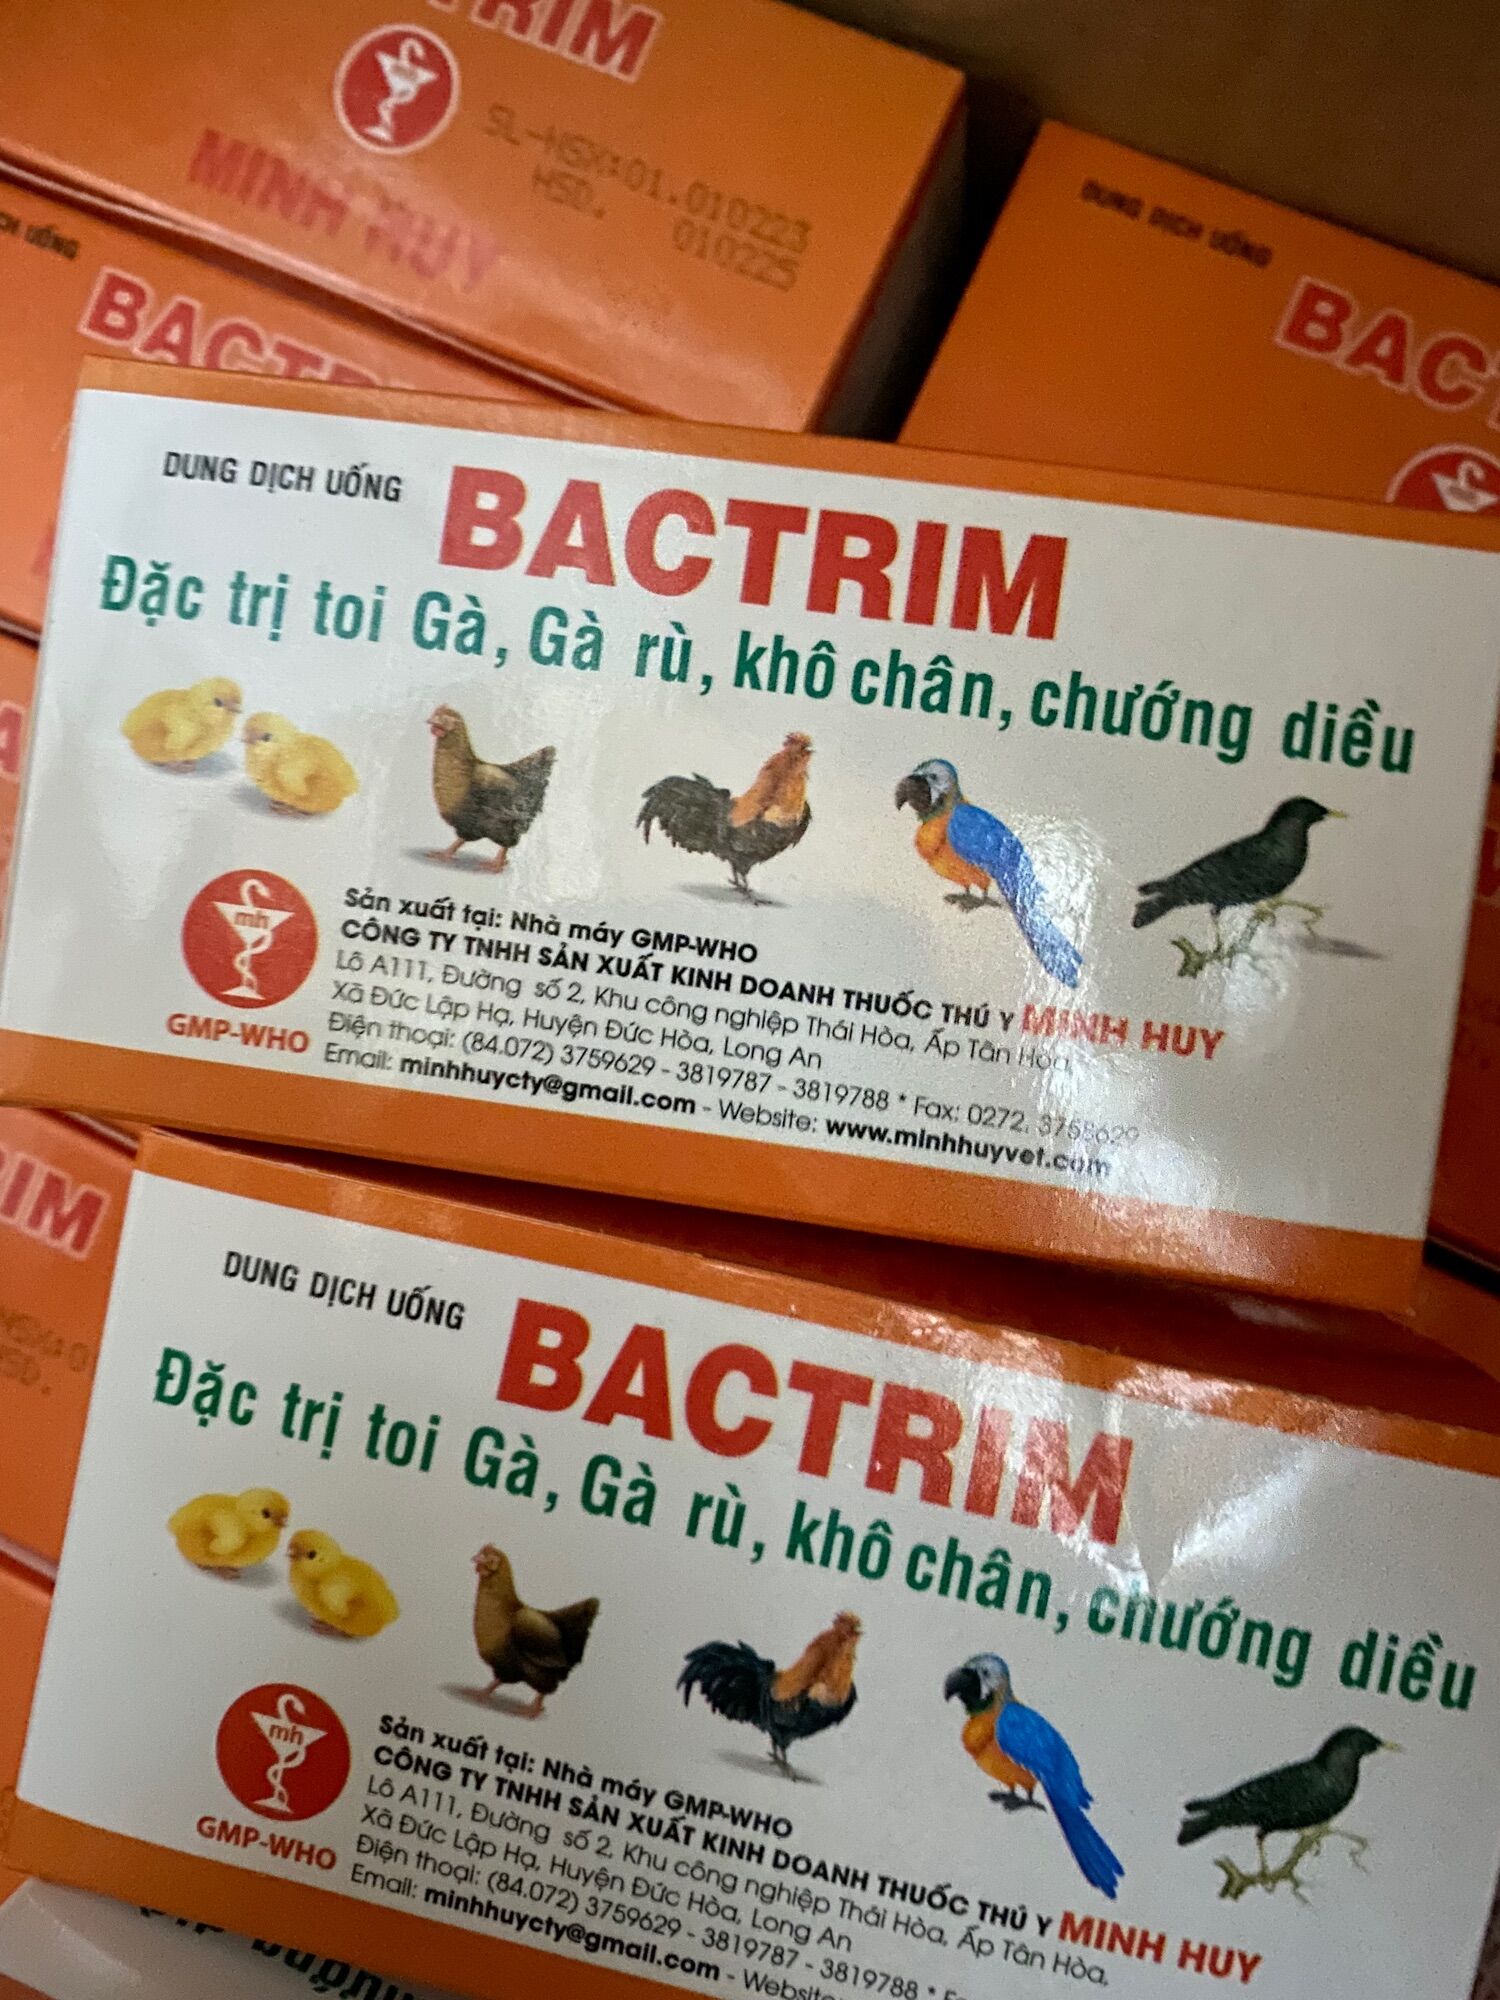 TRIM
MINH HUY
SL-NSX:01.010223
HSD. 010225
UỐNG
BACTR
DUNG DỊCH UỐNG
BACT
DUNG DỊCH UỐNG BACTRIM
Đặc trị toi Gà, Gà rù, khô chân, chướng diều
mh
GMP-WHO
Sản xuất tại: Nhà máy GMP-WHO
CÔNG TY TNHH SẢN XUẤT KINH DOANH THUỐC THÚ Y MINH HUY
Lô A111, Đường số 2, Khu công nghiệp Thái Hòa, Ấp Tân Hòa,
Xã Đức Lập Hạ, Huyện Đức Hòa, Long An
Điện thoại: (84.072) 3759629 - 3819787 - 3819788 * Fax: 0272.
Email: minhhuycty@gmail.com - Website: www.minhhuyvet.com
IM
HSD.
DUNG DỊCH UỐNG BACTRIM
Đặc trị toi Gà, Gà rù, khô chân, chướng diều
mh
GMP-WHO
Sản xuất tại: Nhà máy GMP-WHO
CÔNG TY TNHH SẢN XUẤT KINH DOANH THUỐC THÚ Y MINH HUY
Lô A111, Đường số 2, Khu công nghiệp Thái Hòa, Ấp Tân Hòa,
Xã Đức Lập Hạ, Huyện Đức Hòa, Long An
Điện thoại: (84.072) 3759629 - 3819787 - 3819788 *
Email: minhhuycty@gmail.com - Website